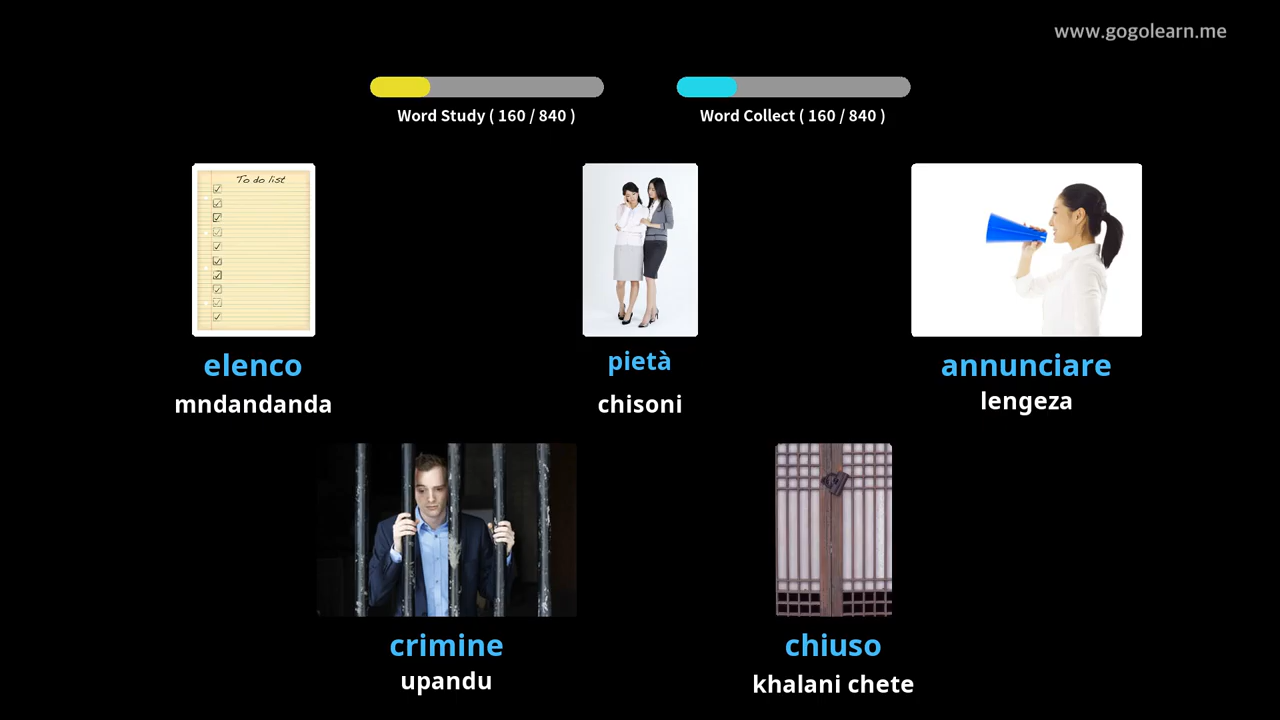 www.gogolearn.me
Word Study ( 160 / 840 )
Word Collect ( 160 / 840 )
To do list
elenco
mndandanda
pietà
chisoni
annunciare
lengeza
crimine
upandu
chiuso
khalani chete